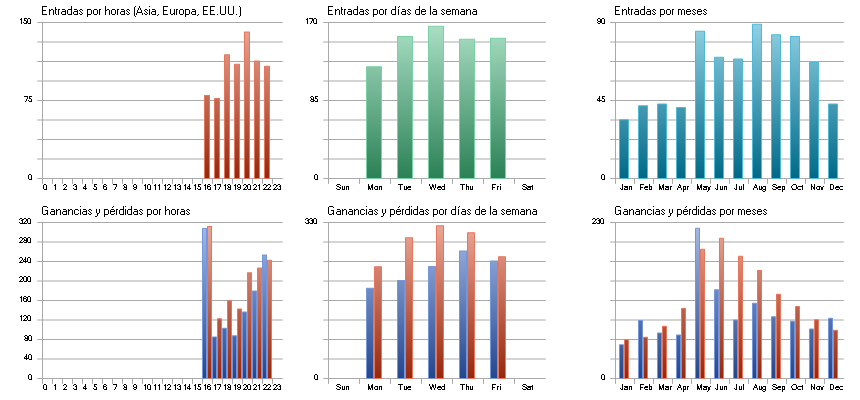 Entradas por horas (Asia, Europa, EE.UU.)
150
75
0
0 1 2 3 4 5 6 7 8 9 10 11 12 13 14 15 16 17 18 19 20 21 22 23
Entradas por días de la semana
170
85
0
Sun Mon Tue Wed Thu Fri Sat
Entradas por meses
90
45
0
Jan Feb Mar Apr May Jun Jul Aug Sep Oct Nov Dec
Ganancias y pérdidas por horas
320
280
240
200
160
120
80
40
0
0 1 2 3 4 5 6 7 8 9 10 11 12 13 14 15 16 17 18 19 20 21 22 23
Ganancias y pérdidas por días de la semana
330
0
Sun Mon Tue Wed Thu Fri Sat
Ganancias y pérdidas por meses
230
0
Jan Feb Mar Apr May Jun Jul Aug Sep Oct Nov Dec